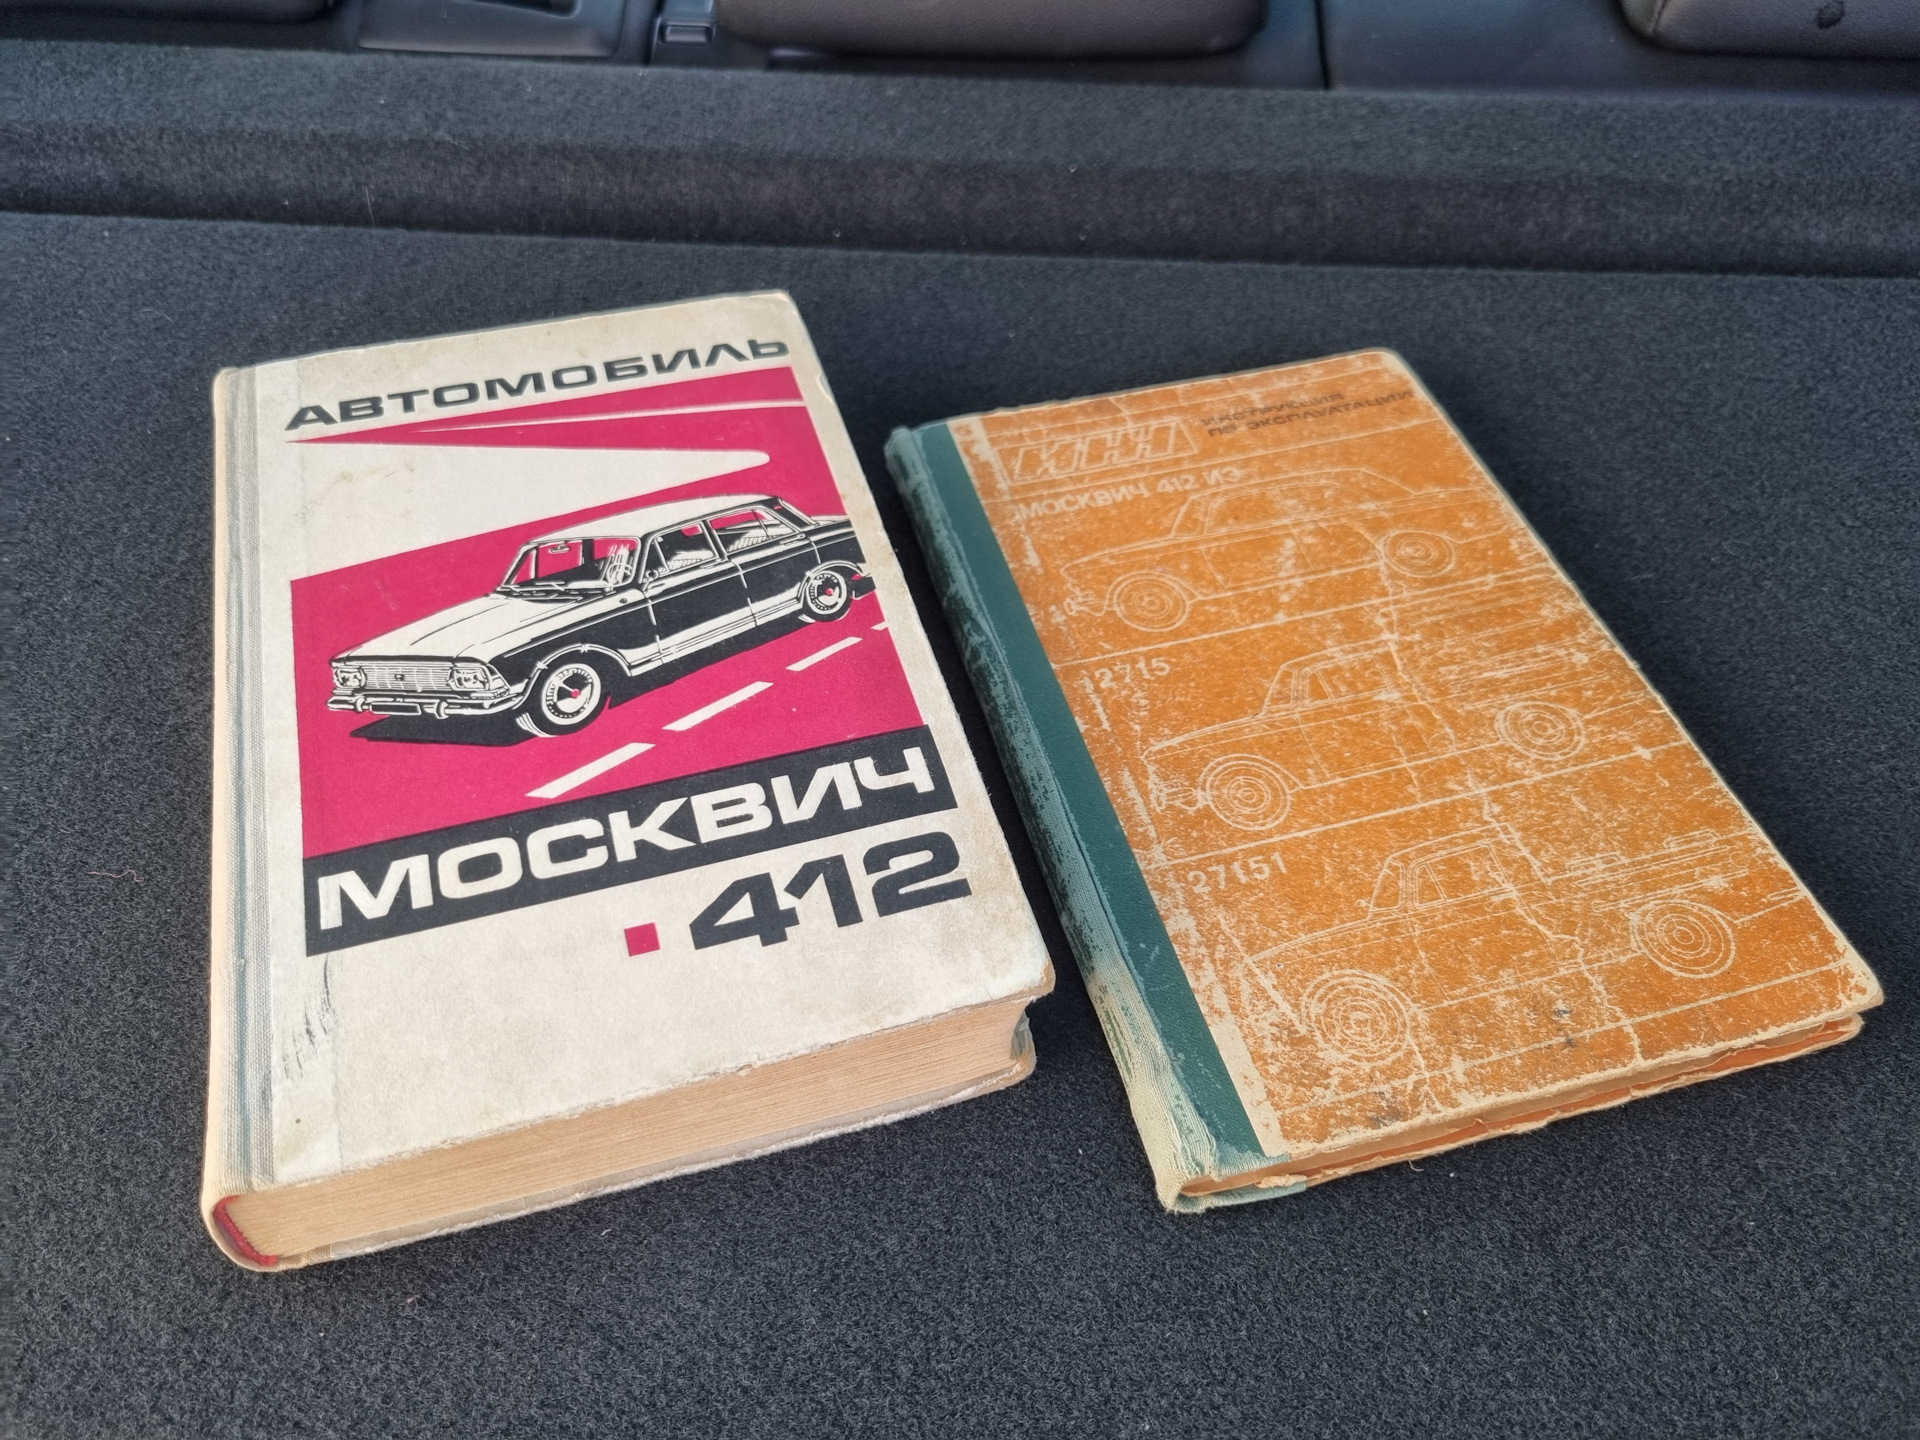 АВТОМОБИЛЬ
МОСКВИЧ
412
ИНСТРУКЦИЯ
ПО ЭКСПЛУАТАЦИИ
МОСКВИЧ 412 ИЭ
2715
27151